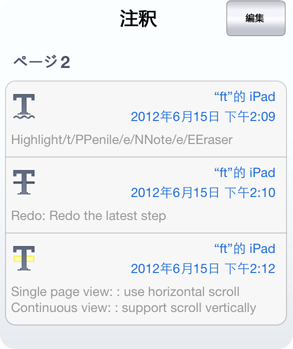 注釈
編集
ページ 2
“ft”的 iPad
2012年6月15日 下午2:09
Highlight/t/PPenile/e/NNote/e/EEraser
“ft”的 iPad
2012年6月15日 下午2:10
Redo: Redo the latest step
“ft”的 iPad
2012年6月15日 下午2:12
Single page view: : use horizontal scroll
Continuous view: : support scroll vertically